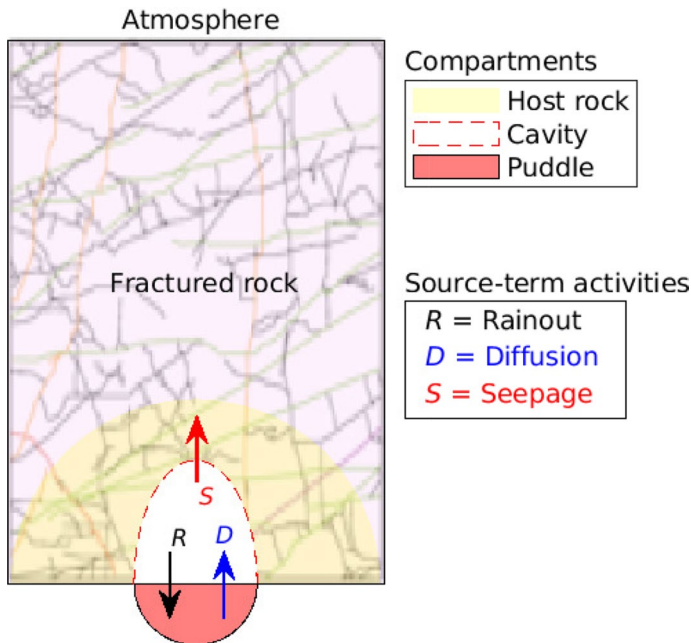 Atmosphere
Compartments
Host rock
Cavity
Puddle
Fractured rock
Source-term activities
R = Rainout
D = Diffusion
S = Seepage
S
R
D